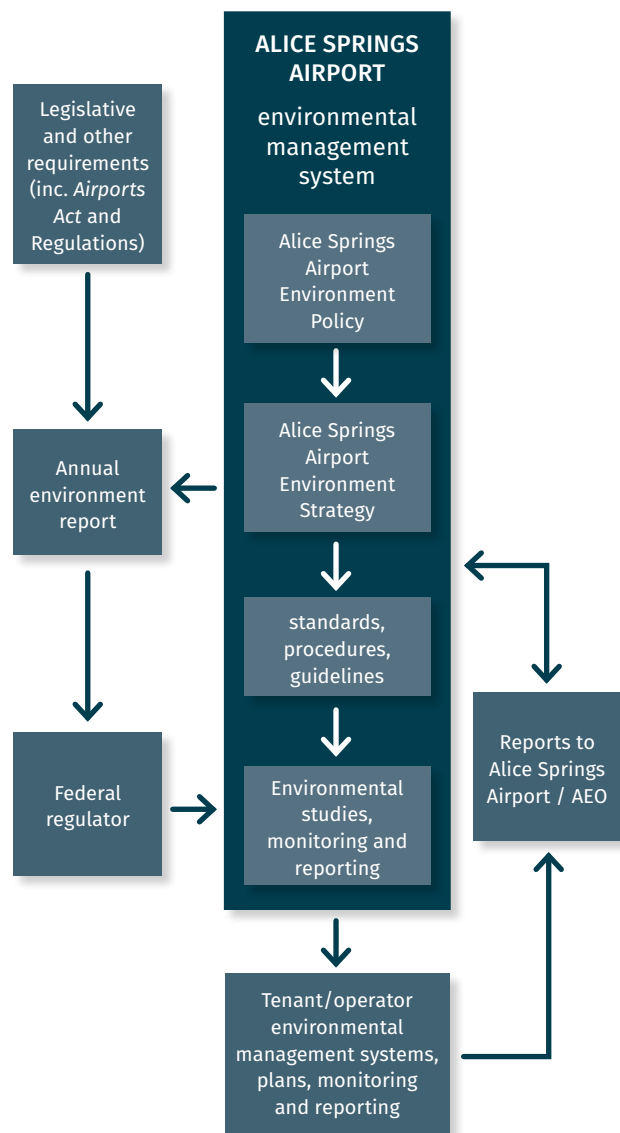 ALICE SPRINGS
AIRPORT
environmental
management
system
Legislative
and other
requirements
(inc. Airports
Act and
Regulations)
Alice Springs
Airport
Environment
Policy
Alice Springs
Airport
Environment
Strategy
Annual
environment
report
standards,
procedures,
guidelines
Federal
regulator
Environmental
studies,
monitoring and
reporting
Reports to
Alice Springs
Airport / AEO
Tenant/operator
environmental
management systems,
plans, monitoring
and reporting